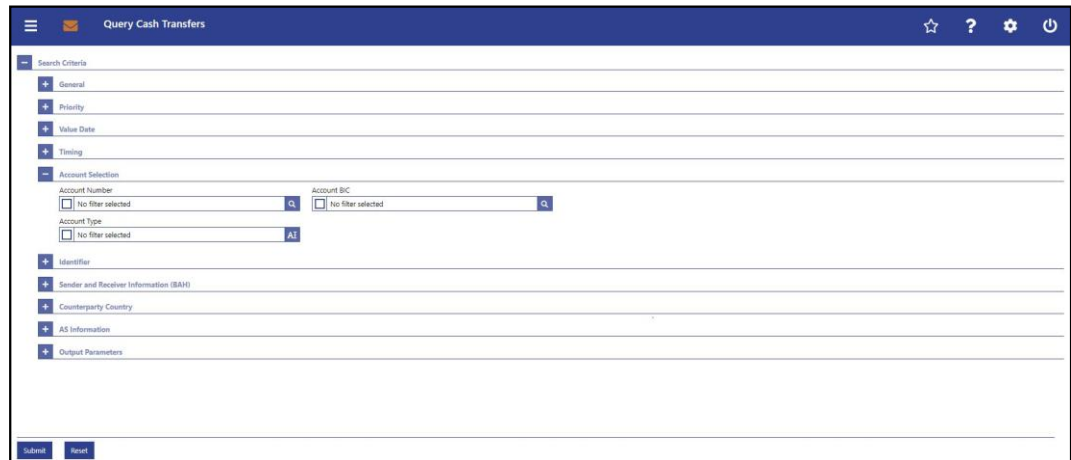 Query Cash Transfers
?
Search Criteria
General
Priority
Value Date
Timing
Account Selection
Account Number Account BIC
No filter selected No filter selected
Account Type
No filter selected AI
Identifier
Sender and Receiver Information (BAH)
Counterparty Country
AS Information
Output Parameters
Submit Reset